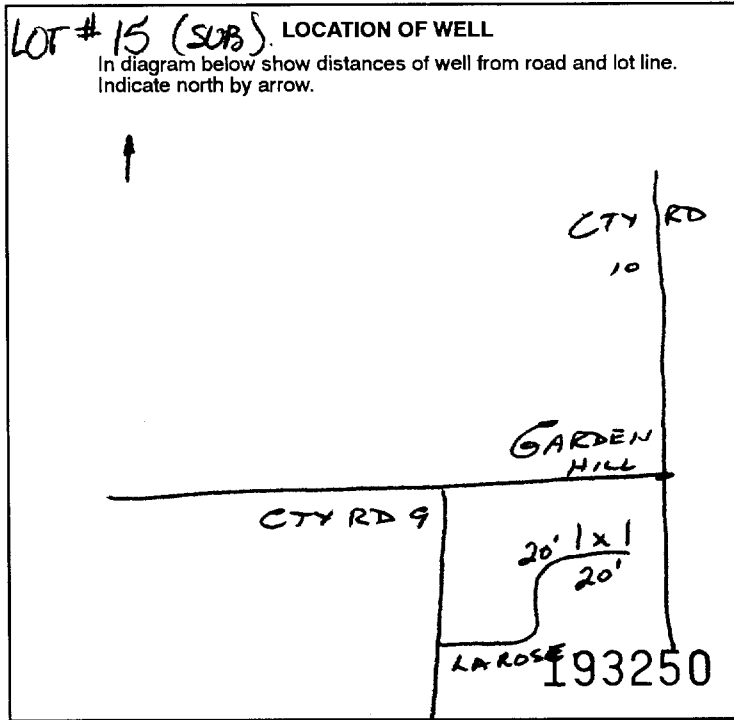 LOT # 15 (SUB). LOCATION OF WELL
In diagram below show distances of well from road and lot line.
Indicate north by arrow.
CTY RD
10
GARDEN
HILL
CTY RD 9
20' x
20'
LAROSE
193250